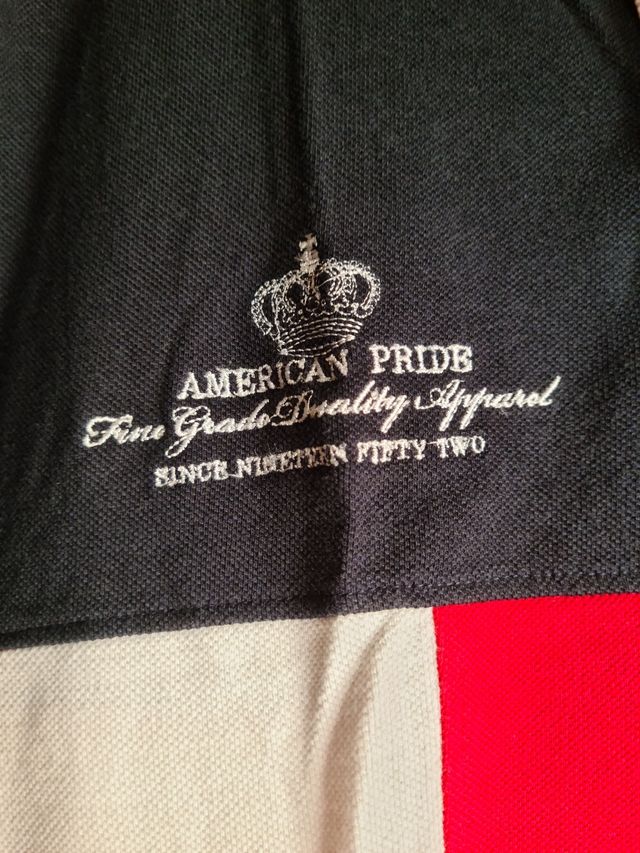 AMERICAN PRIDE
Fine Grade Quality Apparel
SINCE NINETEEN FIFTY TWO